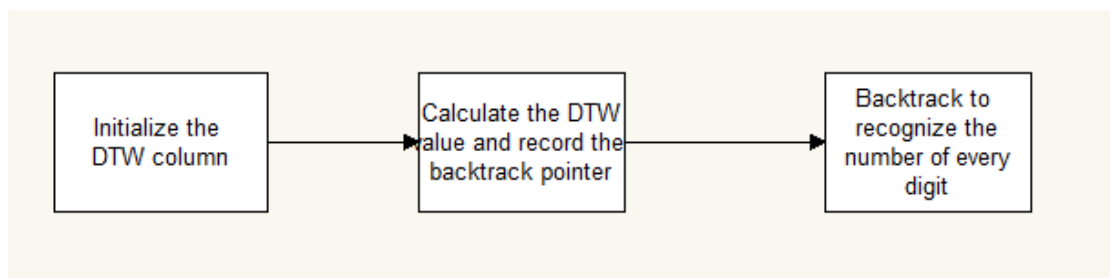 Initialize the
DTW column
Calculate the DTW
value and record the
backtrack pointer
Backtrack to
recognize the
number of every
digit